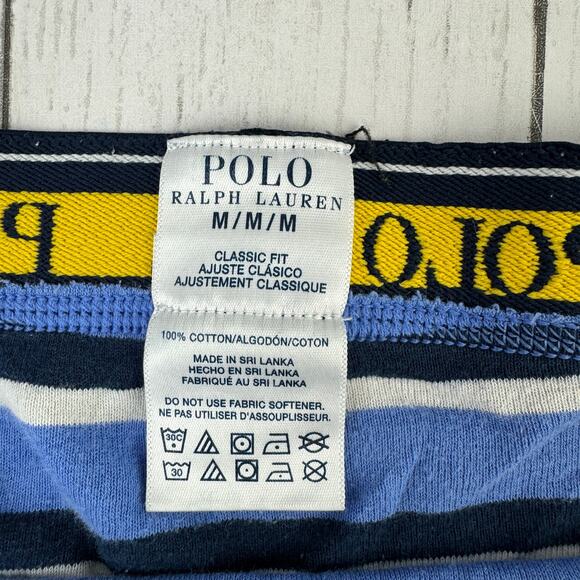 POLO
RALPH LAUREN
M/M/M
CLASSIC FIT
AJUSTE CLÁSICO
AJUSTEMENT CLASSIQUE
P POLO
100% COTTON/ALGODÓN/COTON
MADE IN SRI LANKA
HECHO EN SRI LANKA
FABRIQUÉ AU SRI LANKA
DO NOT USE FABRIC SOFTENER.
NE PAS UTILISER D'ASSOUPLISSEUR.
30C
30